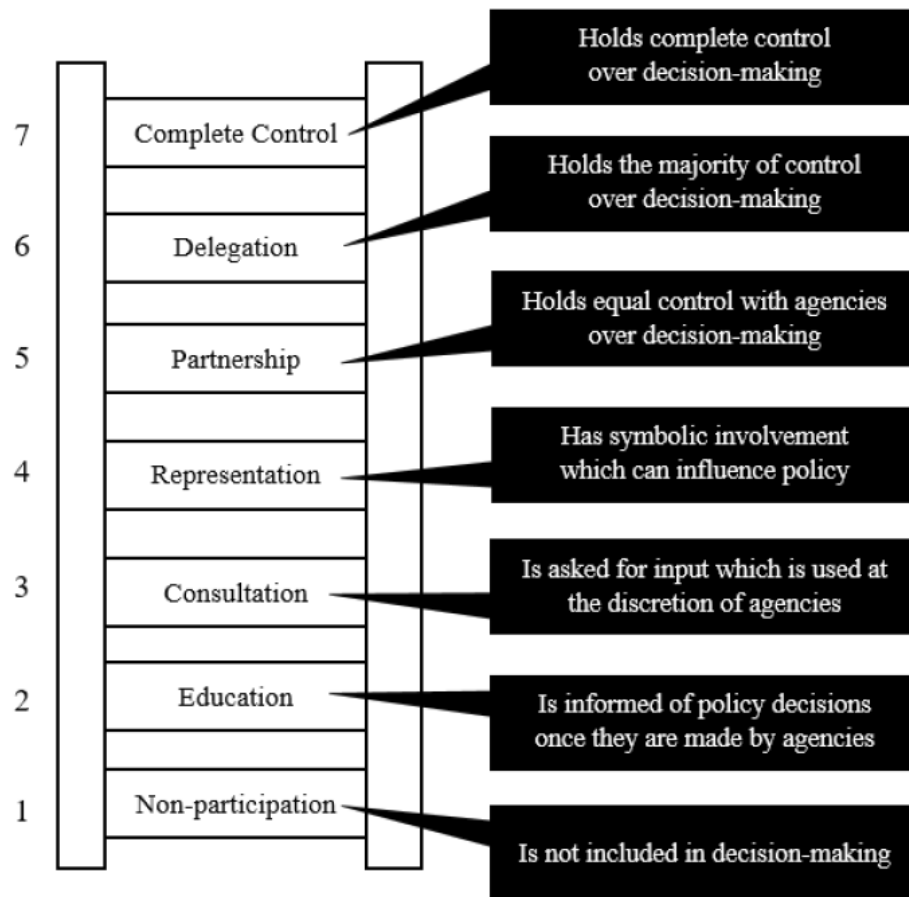 Holds complete control
over decision-making
7
Complete Control
Holds the majority of control
over decision-making
6
Delegation
Holds equal control with agencies
over decision-making
5
Partnership
Has symbolic involvement
which can influence policy
4
Representation
Is asked for input which is used at
the discretion of agencies
3
Consultation
Is informed of policy decisions
once they are made by agencies
2
Education
Is not included in decision-making
1
Non-participation